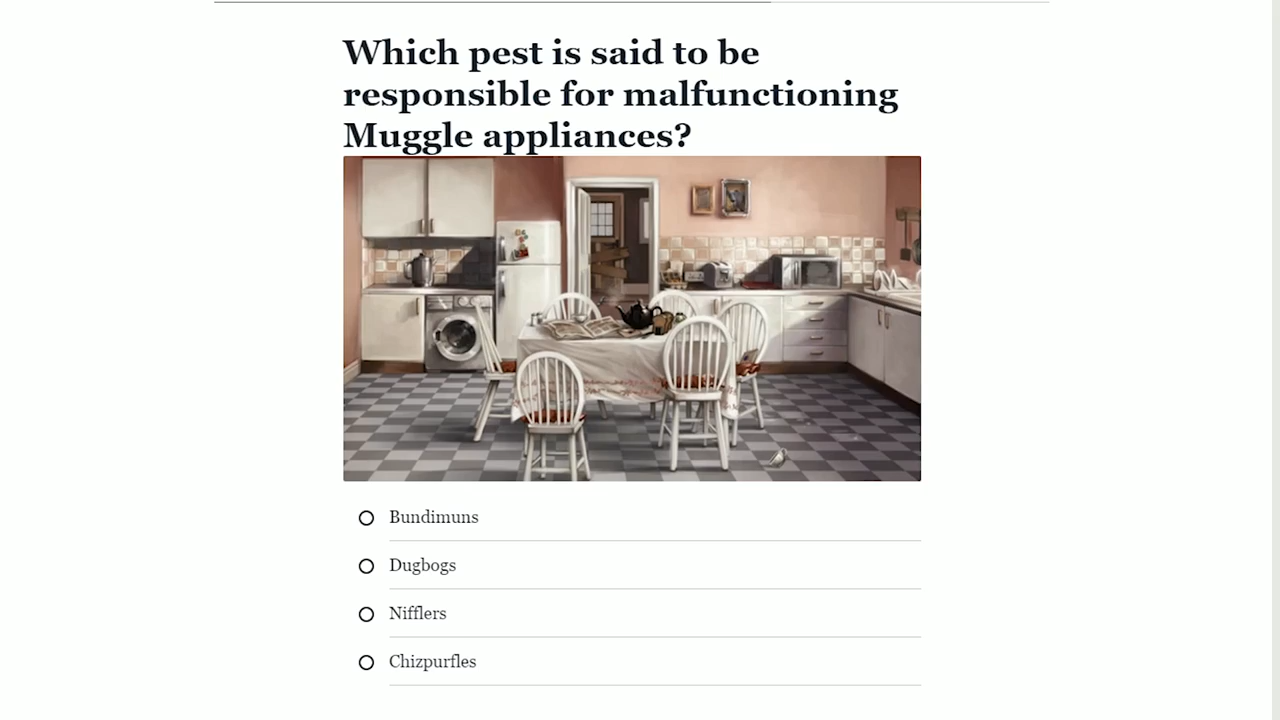 Which pest is said to be
responsible for malfunctioning
Muggle appliances?
Bundimuns
Dugbogs
Nifflers
Chizpurfles